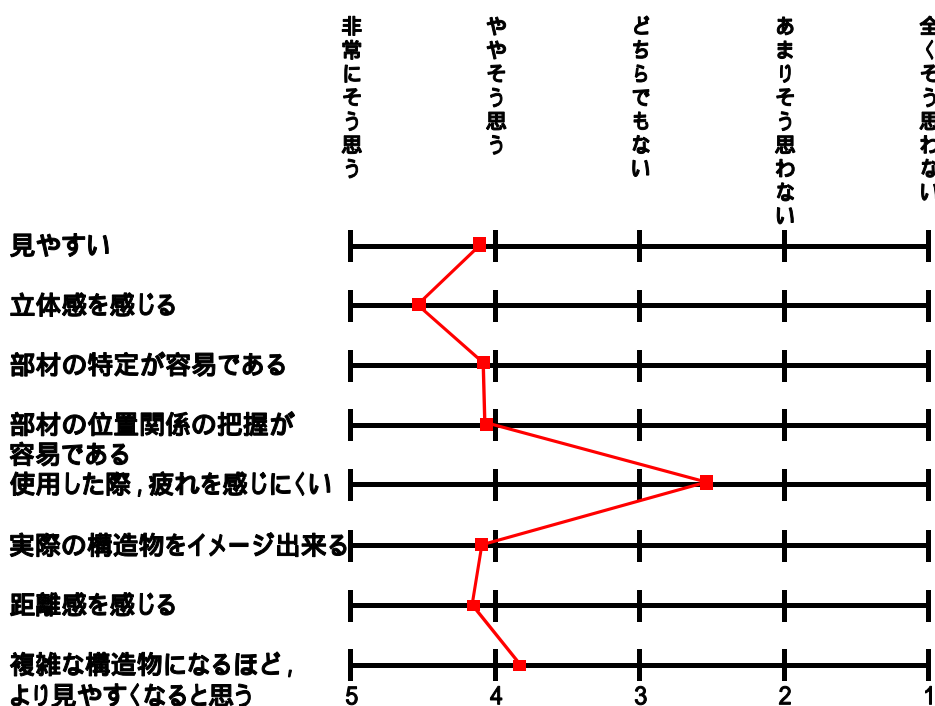 非常にそう思う
ややそう思う
どちらでもない
あまりそう思わない
全くそう思わない
見やすい
立体感を感じる
部材の特定が容易である
部材の位置関係の把握が
容易である
使用した際,疲れを感じにくい
実際の構造物をイメージ出来る
距離感を感じる
複雑な構造物になるほど,
より見やすくなると思う
5 4 3 2 1